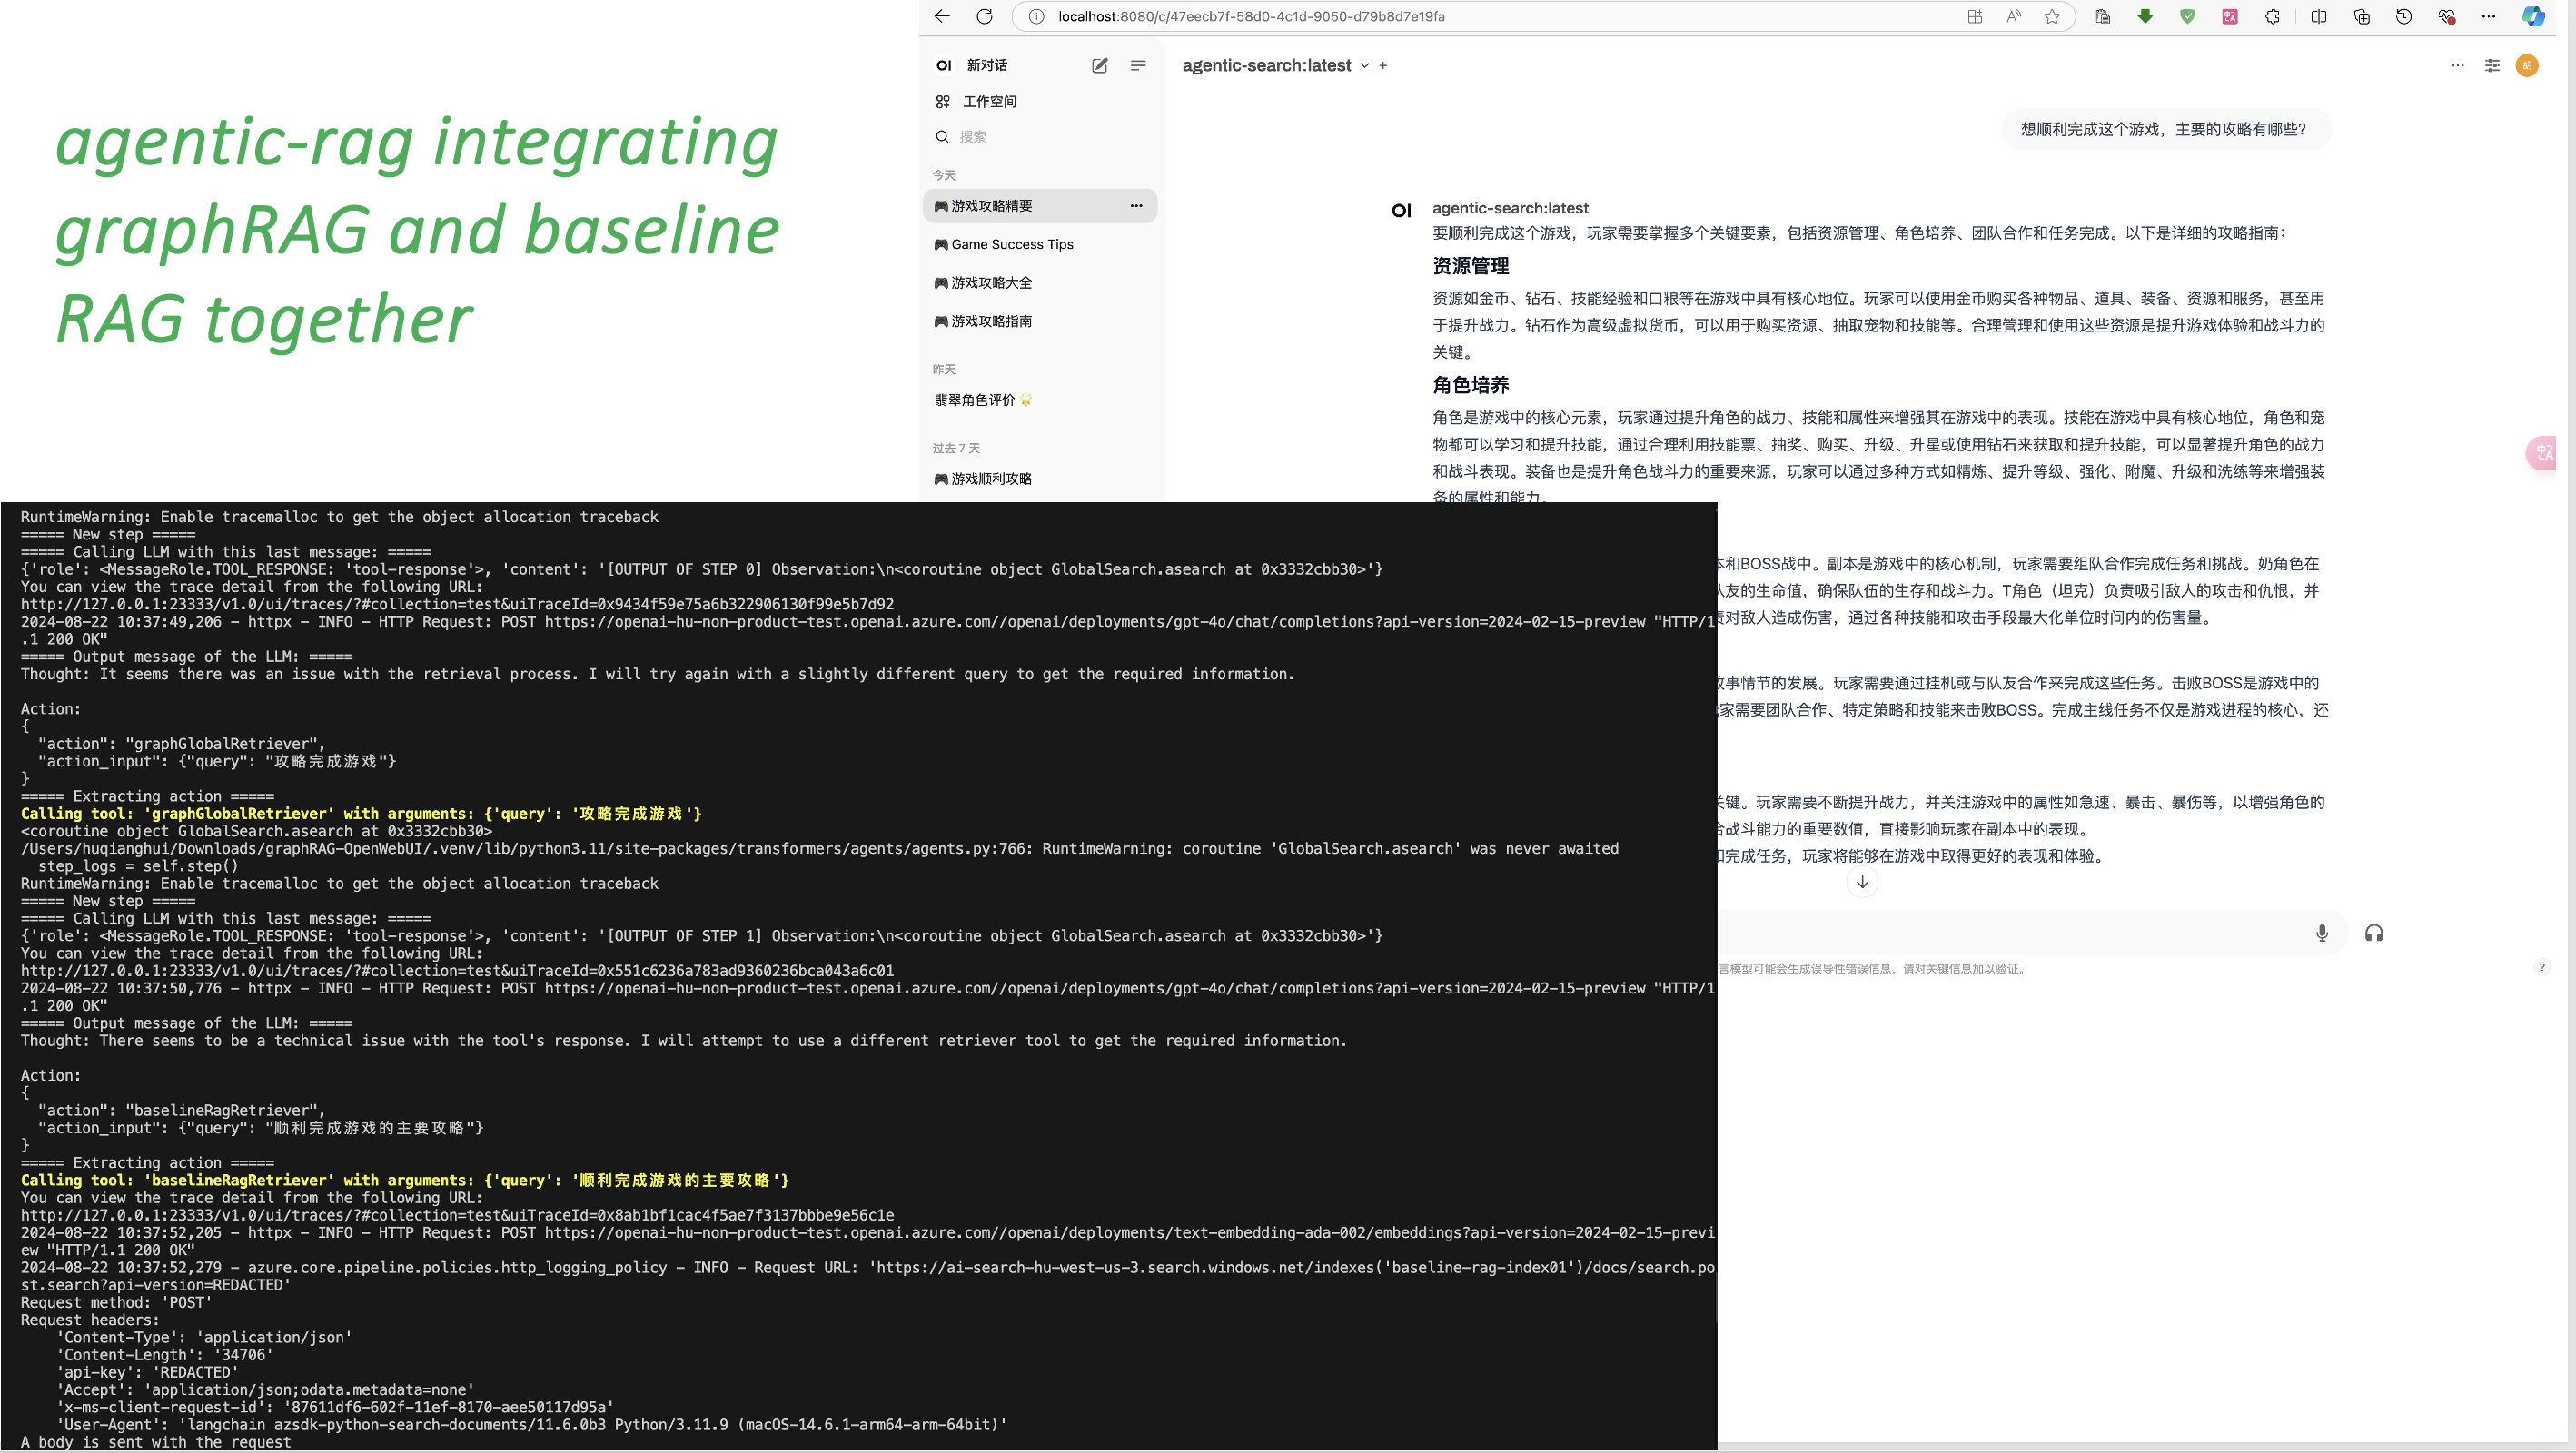 agentic-rag integrating
graphRAG and baseline
RAG together
localhost:8080/c/47eecb7f-58d0-4c1d-9050-d79b8d7e19fa
OI 新对话
工作空间
搜索
今天
游戏攻略精要
Game Success Tips
游戏攻略大全
游戏攻略指南
昨天
翡翠角色评价
过去 7 天
游戏顺利攻略
agentic-search:latest
胡
想顺利完成这个游戏，主要的攻略有哪些？
OI agentic-search:latest
要顺利完成这个游戏，玩家需要掌握多个关键要素，包括资源管理、角色培养、团队合作和任务完成。以下是详细的攻略指南：
资源管理
资源如金币、钻石、技能经验和口粮等在游戏中具有核心地位。玩家可以使用金币购买各种物品、道具、装备、资源和服务，甚至用
于提升战力。钻石作为高级虚拟货币，可以用于购买资源、抽取宠物和技能等。合理管理和使用这些资源是提升游戏体验和战斗力的
关键。
角色培养
角色是游戏中的核心元素，玩家通过提升角色的战力、技能和属性来增强其在游戏中的表现。技能在游戏中具有核心地位，角色和宠
物都可以学习和提升技能，通过合理利用技能票、抽奖、购买、升级、升星或使用钻石来获取和提升技能，可以显著提升角色的战力
和战斗表现。装备也是提升角色战斗力的重要来源，玩家可以通过多种方式如精炼、提升等级、强化、附魔、升级和洗练等来增强装
备的属性和能力。
和BOSS战中。副本是游戏中的核心机制，玩家需要组队合作完成任务和挑战。奶角色在
队友的生命值，确保队伍的生存和战斗力。T角色（坦克）负责吸引敌人的攻击和仇恨，并
责对敌人造成伤害，通过各种技能和攻击手段最大化单位时间内的伤害量。
故事情节的发展。玩家需要通过挂机或与队友合作来完成这些任务。击败BOSS是游戏中的
家需要团队合作、特定策略和技能来击败BOSS。完成主线任务不仅是游戏进程的核心，还
关键。玩家需要不断提升战力，并关注游戏中的属性如急速、暴击、暴伤等，以增强角色的
合战斗能力的重要数值，直接影响玩家在副本中的表现。
和完成任务，玩家将能够在游戏中取得更好的表现和体验。
言模型可能会生成误导性错误信息，请对关键信息加以验证。
?
RuntimeWarning: Enable tracemalloc to get the object allocation traceback
===== New step =====
===== Calling LLM with this last message: =====
{'role': <MessageRole.TOOL_RESPONSE: 'tool-response'>, 'content': '[OUTPUT OF STEP 0] Observation:\n<coroutine object GlobalSearch.asearch at 0x3332cbb30>'}
You can view the trace detail from the following URL:
http://127.0.0.1:23333/v1.0/ui/traces/?#collection=test&uiTraceId=0x9434f59e75a6b322906130f99e5b7d92
2024-08-22 10:37:49,206 - httpx - INFO - HTTP Request: POST https://openai-hu-non-product-test.openai.azure.com//openai/deployments/gpt-4o/chat/completions?api-version=2024-02-15-preview "HTTP/1
.1 200 OK"
===== Output message of the LLM: =====
Thought: It seems there was an issue with the retrieval process. I will try again with a slightly different query to get the required information.
Action:
{
"action": "graphGlobalRetriever",
"action_input": {"query": "攻略完成游戏"}
}
===== Extracting action =====
Calling tool: 'graphGlobalRetriever' with arguments: {'query': '攻略完成游戏'}
<coroutine object GlobalSearch.asearch at 0x3332cbb30>
/Users/huqianghui/Downloads/graphRAG-OpenWebUI/.venv/lib/python3.11/site-packages/transformers/agents/agents.py:766: RuntimeWarning: coroutine 'GlobalSearch.asearch' was never awaited
step_logs = self.step()
RuntimeWarning: Enable tracemalloc to get the object allocation traceback
===== New step =====
===== Calling LLM with this last message: =====
{'role': <MessageRole.TOOL_RESPONSE: 'tool-response'>, 'content': '[OUTPUT OF STEP 1] Observation:\n<coroutine object GlobalSearch.asearch at 0x3332cbb30>'}
You can view the trace detail from the following URL:
http://127.0.0.1:23333/v1.0/ui/traces/?#collection=test&uiTraceId=0x551c6236a783ad9360236bca043a6c01
2024-08-22 10:37:50,776 - httpx - INFO - HTTP Request: POST https://openai-hu-non-product-test.openai.azure.com//openai/deployments/gpt-4o/chat/completions?api-version=2024-02-15-preview "HTTP/1
.1 200 OK"
===== Output message of the LLM: =====
Thought: There seems to be a technical issue with the tool's response. I will attempt to use a different retriever tool to get the required information.
Action:
{
"action": "baselineRagRetriever",
"action_input": {"query": "顺利完成游戏的主要攻略"}
}
===== Extracting action =====
Calling tool: 'baselineRagRetriever' with arguments: {'query': '顺利完成游戏的主要攻略'}
You can view the trace detail from the following URL:
http://127.0.0.1:23333/v1.0/ui/traces/?#collection=test&uiTraceId=0x8ab1bf1cac4f5ae7f3137bbbe9e56c1e
2024-08-22 10:37:52,205 - httpx - INFO - HTTP Request: POST https://openai-hu-non-product-test.openai.azure.com//openai/deployments/text-embedding-ada-002/embeddings?api-version=2024-02-15-previ
ew "HTTP/1.1 200 OK"
2024-08-22 10:37:52,279 - azure.core.pipeline.policies.http_logging_policy - INFO - Request URL: 'https://ai-search-hu-west-us-3.search.windows.net/indexes('baseline-rag-index01')/docs/search.po
st.search?api-version=REDACTED'
Request method: 'POST'
Request headers:
'Content-Type': 'application/json'
'Content-Length': '34706'
'api-key': 'REDACTED'
'Accept': 'application/json;odata.metadata=none'
'x-ms-client-request-id': '87611df6-602f-11ef-8170-aee50117d95a'
'User-Agent': 'langchain azsdk-python-search-documents/11.6.0b3 Python/3.11.9 (macOS-14.6.1-arm64-arm-64bit)'
A body is sent with the request